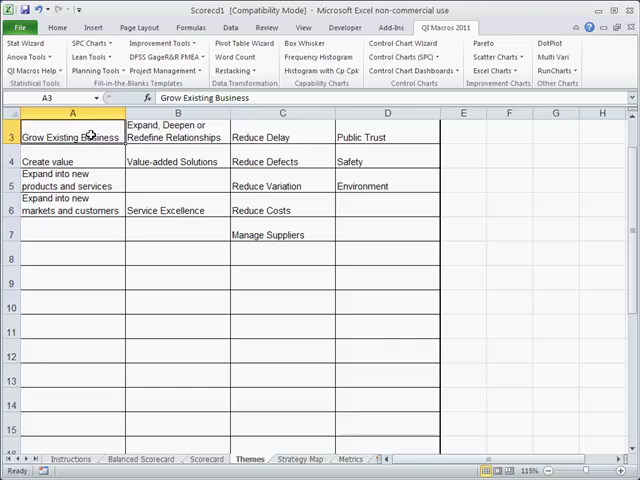 Scorecd1 [Compatibility Mode] - Microsoft Excel non-commercial use
File Home Insert Page Layout Formulas Data Review View Developer Add-Ins QI Macros 2011
Stat Wizard SPC Charts Improvement Tools Pivot Table Wizard Box Whisker Control Chart Wizard Pareto DotPlot
Anova Tools Lean Tools DFSS GageR&R FMEA Word Count Frequency Histogram Control Charts (SPC) Box Whisker Multi Vari
QI Macros Help Planning Tools Project Management Data Transformation Histogram with Cp Cpk Control Chart Dashboards Scatter RunCharts
Statistical Tools Fill-in-the-Blanks Templates Databases Capability Charts Control Charts Other Charts
A3 fx Grow Existing Business
A B C D E F G H
3 Grow Existing Business Expand, Deepen or Redefine Relationships Reduce Delay Public Trust
4 Create value Value-added Solutions Reduce Defects Safety
5 Expand into new products and services Reduce Variation Environment
6 Expand into new markets and customers Service Excellence Reduce Costs
7 Manage Suppliers
8
9
10
11
12
13
14
15
Instructions Balanced Scorecard Scorecard Themes Strategy Map Metrics
Ready 115%